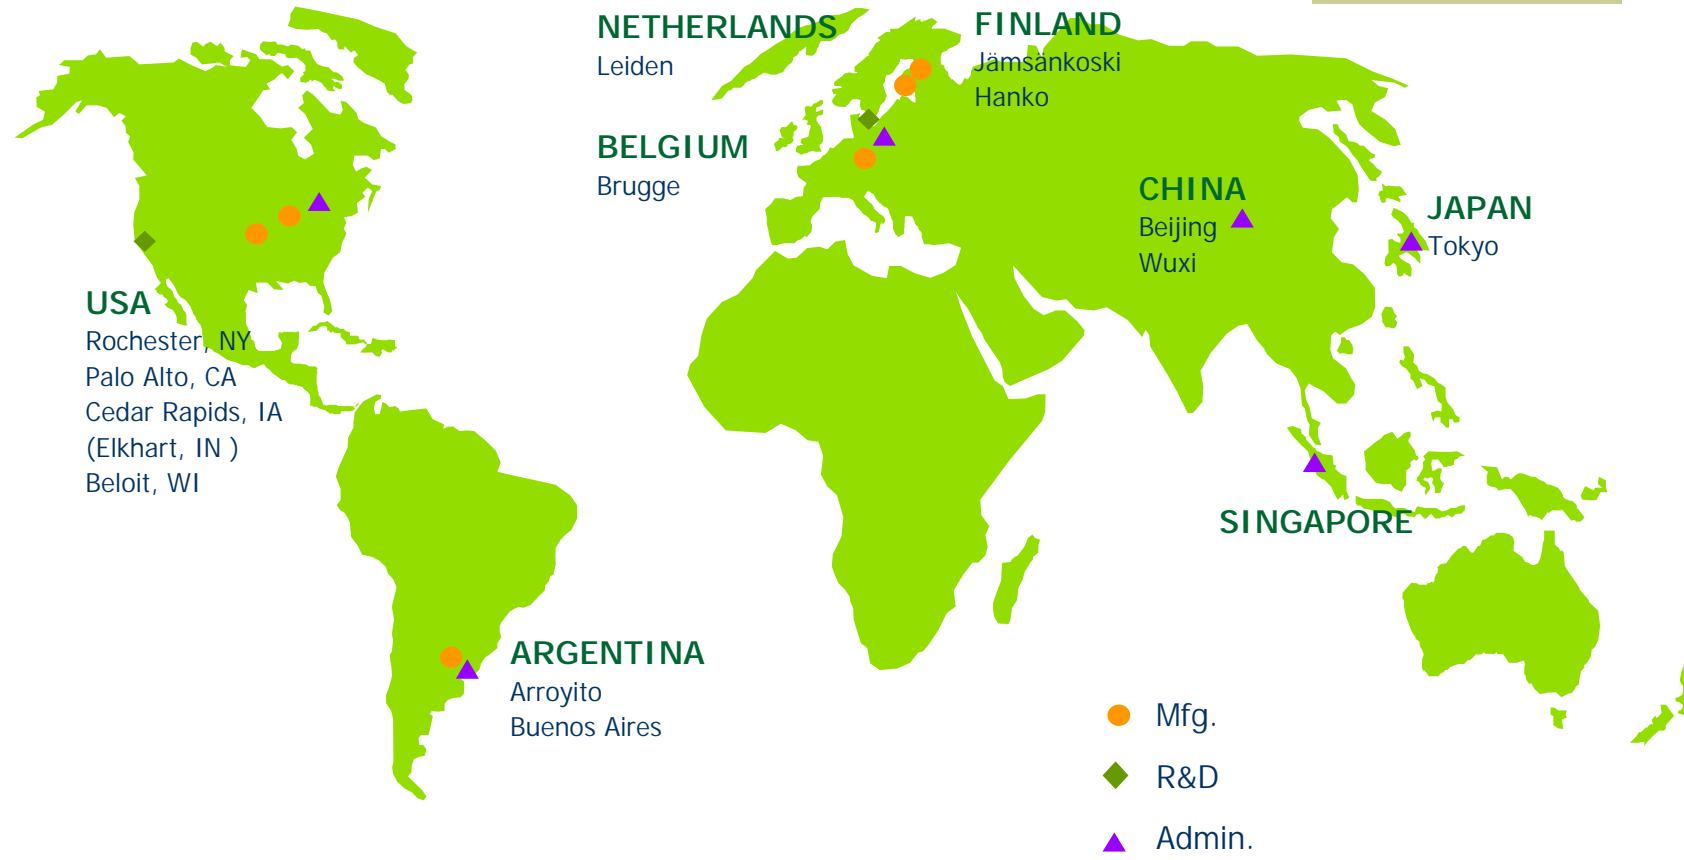 NETHERLANDS
Leiden
FINLAND
Jämsänkoski
Hanko
BELGIUM
Brugge
CHINA
Beijing
Wuxi
JAPAN
Tokyo
USA
Rochester, NY
Palo Alto, CA
Cedar Rapids, IA
(Elkhart, IN )
Beloit, WI
SINGAPORE
ARGENTINA
Arroyito
Buenos Aires
Mfg.
R&D
Admin.